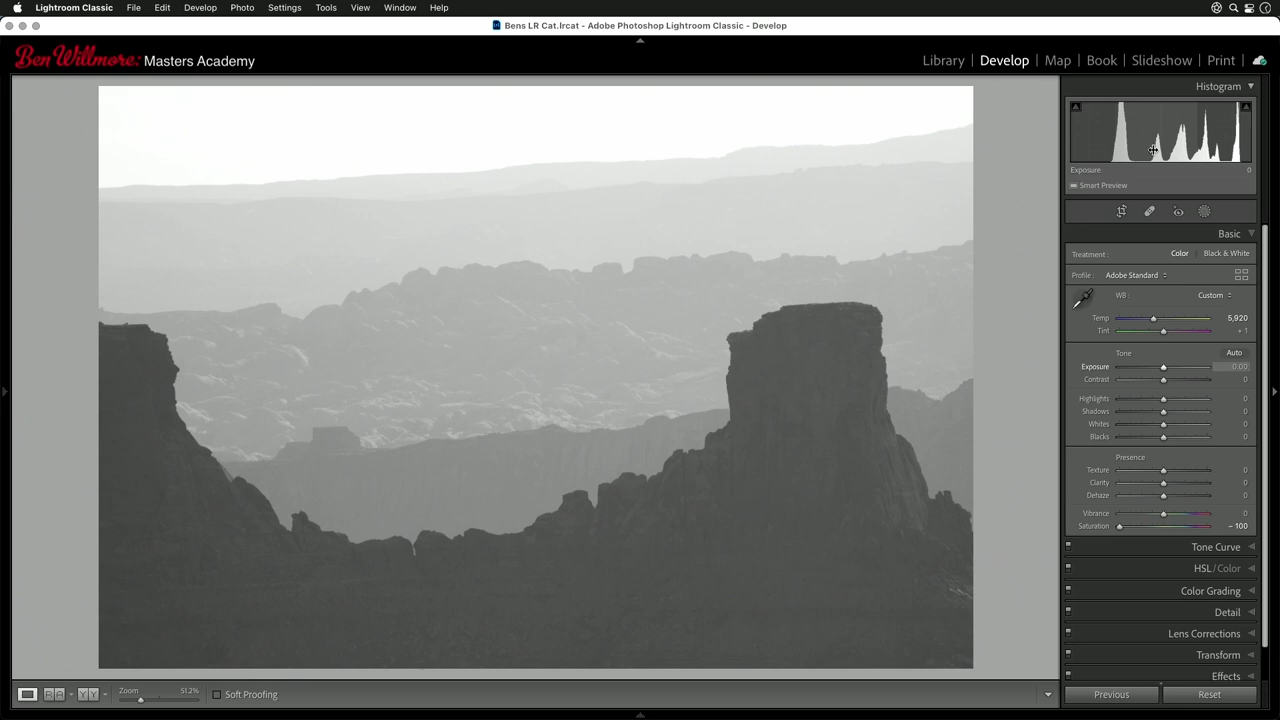 Lightroom Classic File Edit Develop Photo Settings Tools View Window Help
Bens LR Cat.lrcat - Adobe Photoshop Lightroom Classic - Develop
Ben Willmore: Masters Academy
Library | Develop | Map | Book | Slideshow | Print
Histogram
Exposure 0
Smart Preview
Basic
Treatment : Color Black & White
Profile : Adobe Standard
WB : Custom
Temp 5,920
Tint + 1
Tone Auto
Exposure 0.00
Contrast 0
Highlights 0
Shadows 0
Whites 0
Blacks 0
Presence
Texture 0
Clarity 0
Dehaze 0
Vibrance 0
Saturation - 100
Tone Curve
HSL / Color
Color Grading
Detail
Lens Corrections
Transform
Effects
RA YY Zoom 51.2% Soft Proofing
Previous Reset